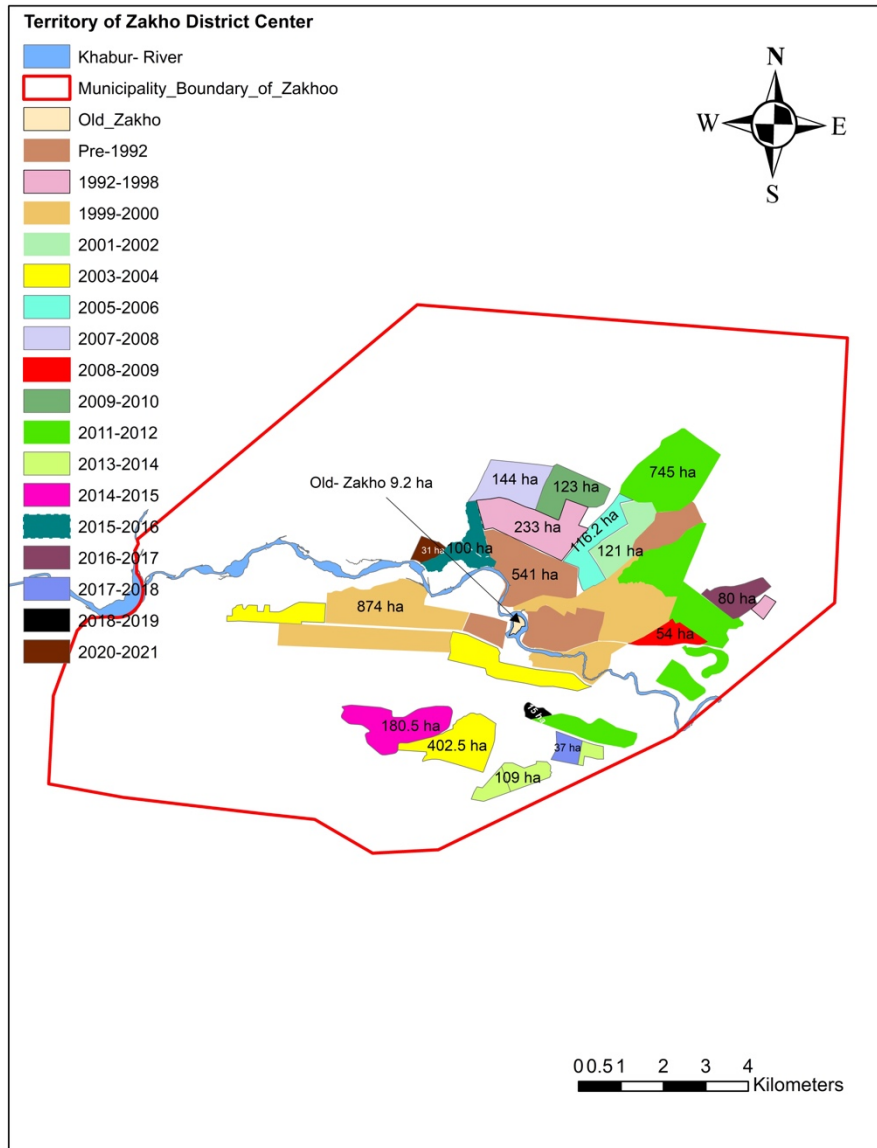 Territory of Zakho District Center
Khabur- River
Municipality_Boundary_of_Zakhoo
Old_Zakho
Pre-1992
1992-1998
1999-2000
2001-2002
2003-2004
2005-2006
2007-2008
2008-2009
2009-2010
2011-2012
2013-2014
2014-2015
2015-2016
2016-2017
2017-2018
2018-2019
2020-2021
N
W E
S
745 ha
144 ha
123 ha
Old- Zakho 9.2 ha
233 ha
116.2 ha
121 ha
31 ha
100 ha
541 ha
874 ha
80 ha
54 ha
180.5 ha
402.5 ha
37 ha
109 ha
0 0.5 1 2 3 4
Kilometers